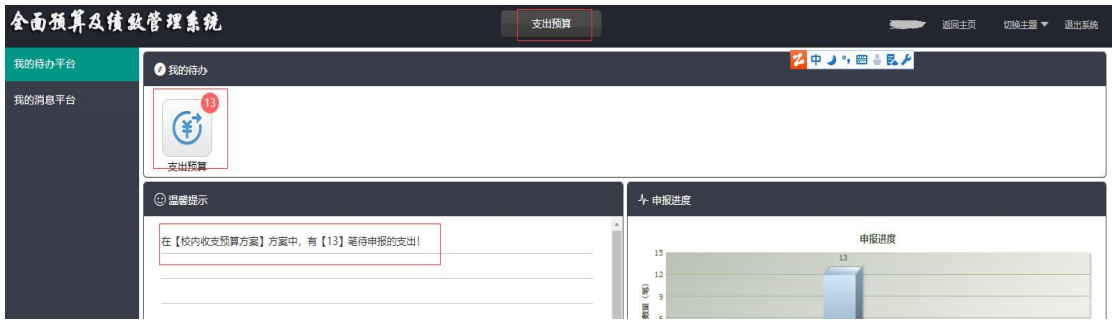 全面预算及绩效管理系统
支出预算
返回主页
切换主题
退出系统
我的待办平台
我的消息平台
我的待办
中
13
支出预算
温馨提示
在【校内收支预算方案】方案中，有【13】笔待申报的支出!
申报进度
申报进度
15
12
9
6
13
数量（笔）